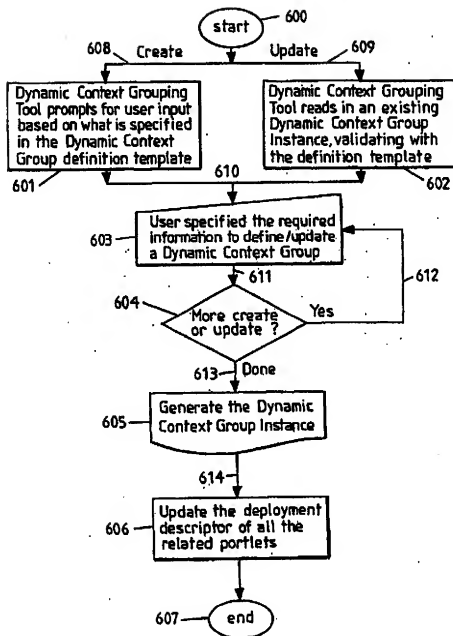 start
600
608
Create
Update
609
Dynamic Context Grouping
Tool prompts for user input
based on what is specified
in the Dynamic Context
Group definition template
601
Dynamic Context Grouping
Tool reads in an existing
Dynamic Context Group
Instance, validating with
the definition template
602
610
603
User specified the required
information to define/update
a Dynamic Context Group
611
612
604
More create
or update ?
Yes
613
Done
605
Generate the Dynamic
Context Group Instance
614
606
Update the deployment
descriptor of all the
related portlets
607
end